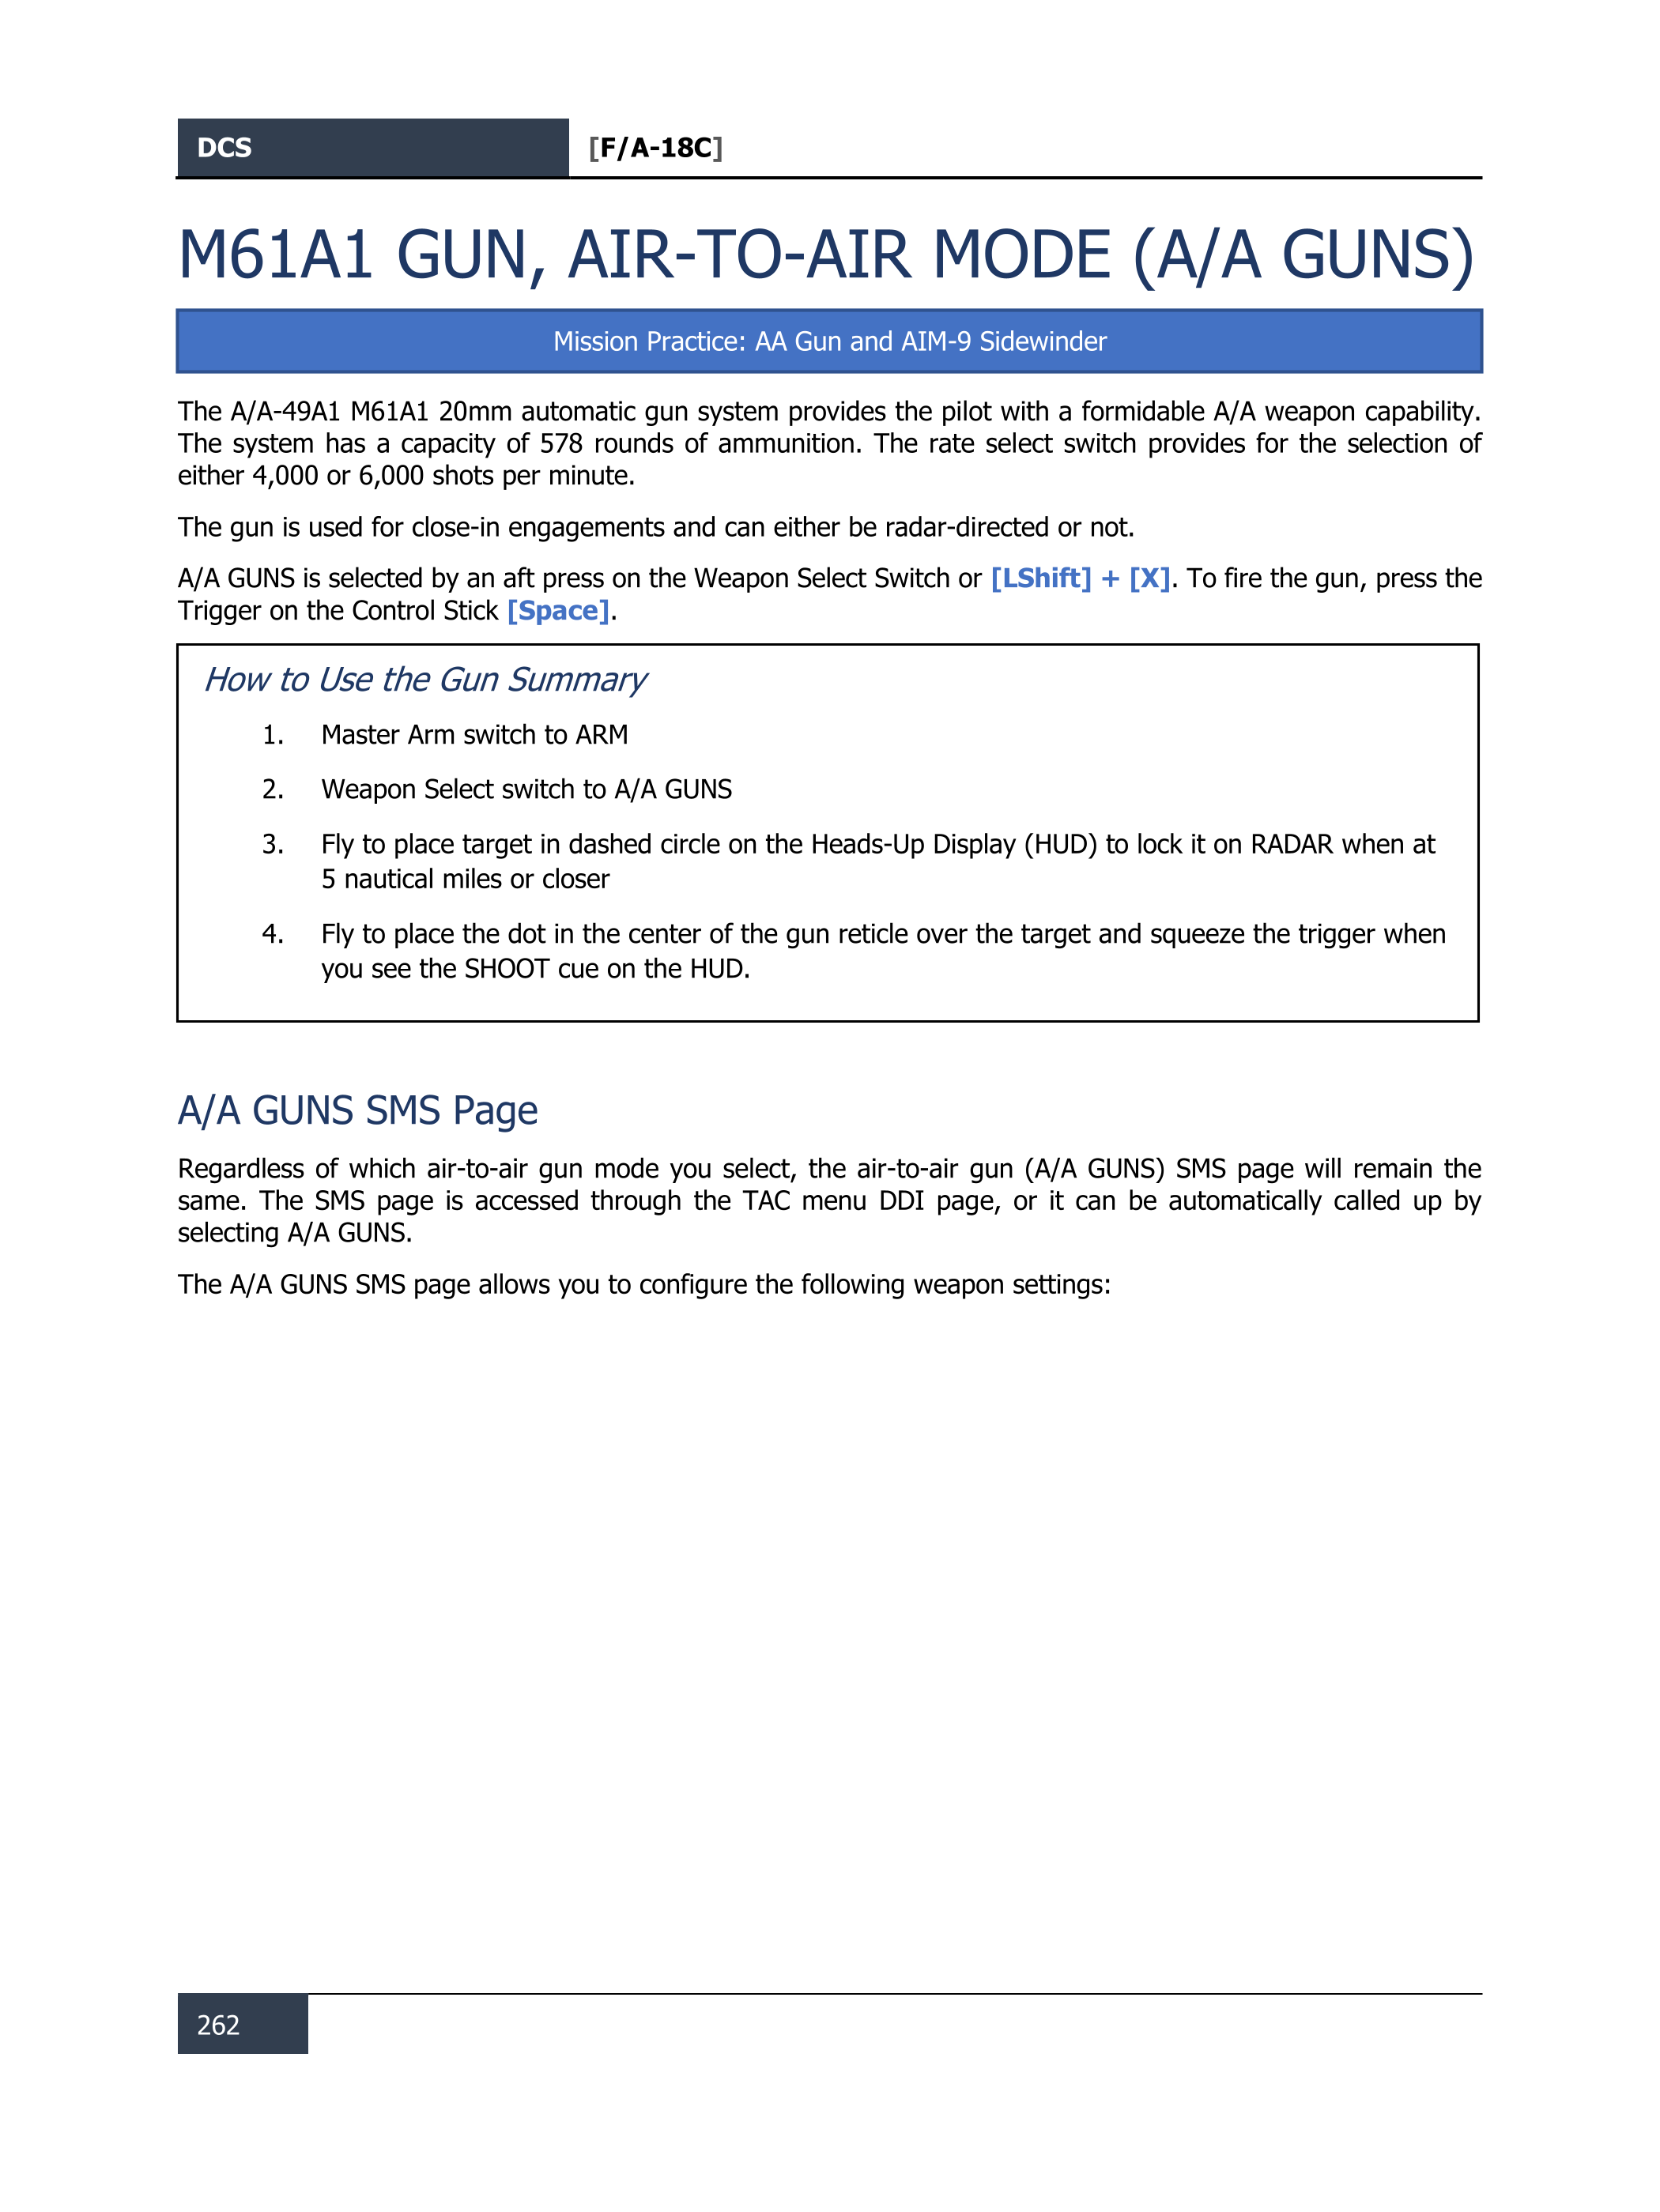 DCS [F/A-18C]
M61A1 GUN, AIR-TO-AIR MODE (A/A GUNS)
Mission Practice: AA Gun and AIM-9 Sidewinder
The A/A-49A1 M61A1 20mm automatic gun system provides the pilot with a formidable A/A weapon capability.
The system has a capacity of 578 rounds of ammunition. The rate select switch provides for the selection of
either 4,000 or 6,000 shots per minute.
The gun is used for close-in engagements and can either be radar-directed or not.
A/A GUNS is selected by an aft press on the Weapon Select Switch or [LShift] + [X]. To fire the gun, press the
Trigger on the Control Stick [Space].
How to Use the Gun Summary
1. Master Arm switch to ARM
2. Weapon Select switch to A/A GUNS
3. Fly to place target in dashed circle on the Heads-Up Display (HUD) to lock it on RADAR when at
5 nautical miles or closer
4. Fly to place the dot in the center of the gun reticle over the target and squeeze the trigger when
you see the SHOOT cue on the HUD.
A/A GUNS SMS Page
Regardless of which air-to-air gun mode you select, the air-to-air gun (A/A GUNS) SMS page will remain the
same. The SMS page is accessed through the TAC menu DDI page, or it can be automatically called up by
selecting A/A GUNS.
The A/A GUNS SMS page allows you to configure the following weapon settings:
262